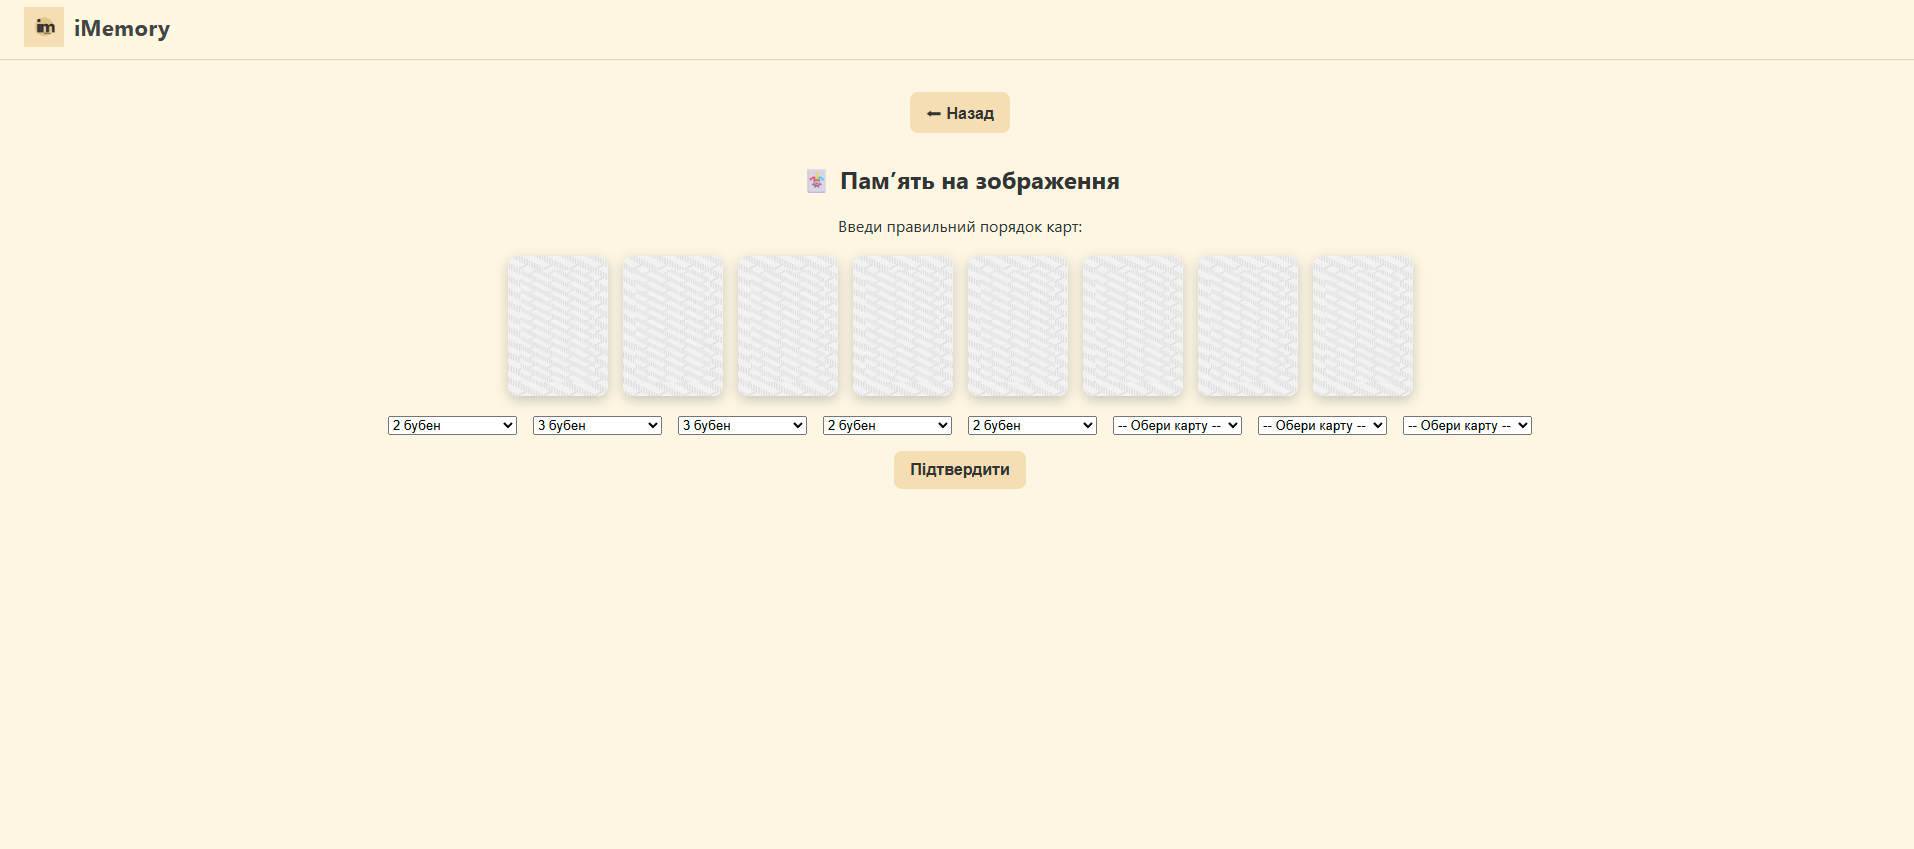 im iMemory
← Назад
Пам’ять на зображення
Введи правильний порядок карт:
2 бубен 3 бубен 3 бубен 2 бубен 2 бубен -- Обери карту -- -- Обери карту -- -- Обери карту --
Підтвердити